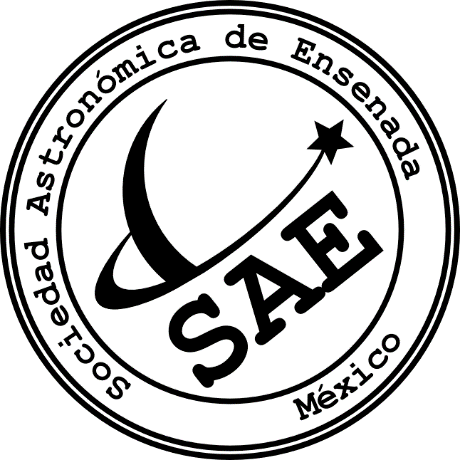 Sociedad Astronómica de Ensenada
SAE
México